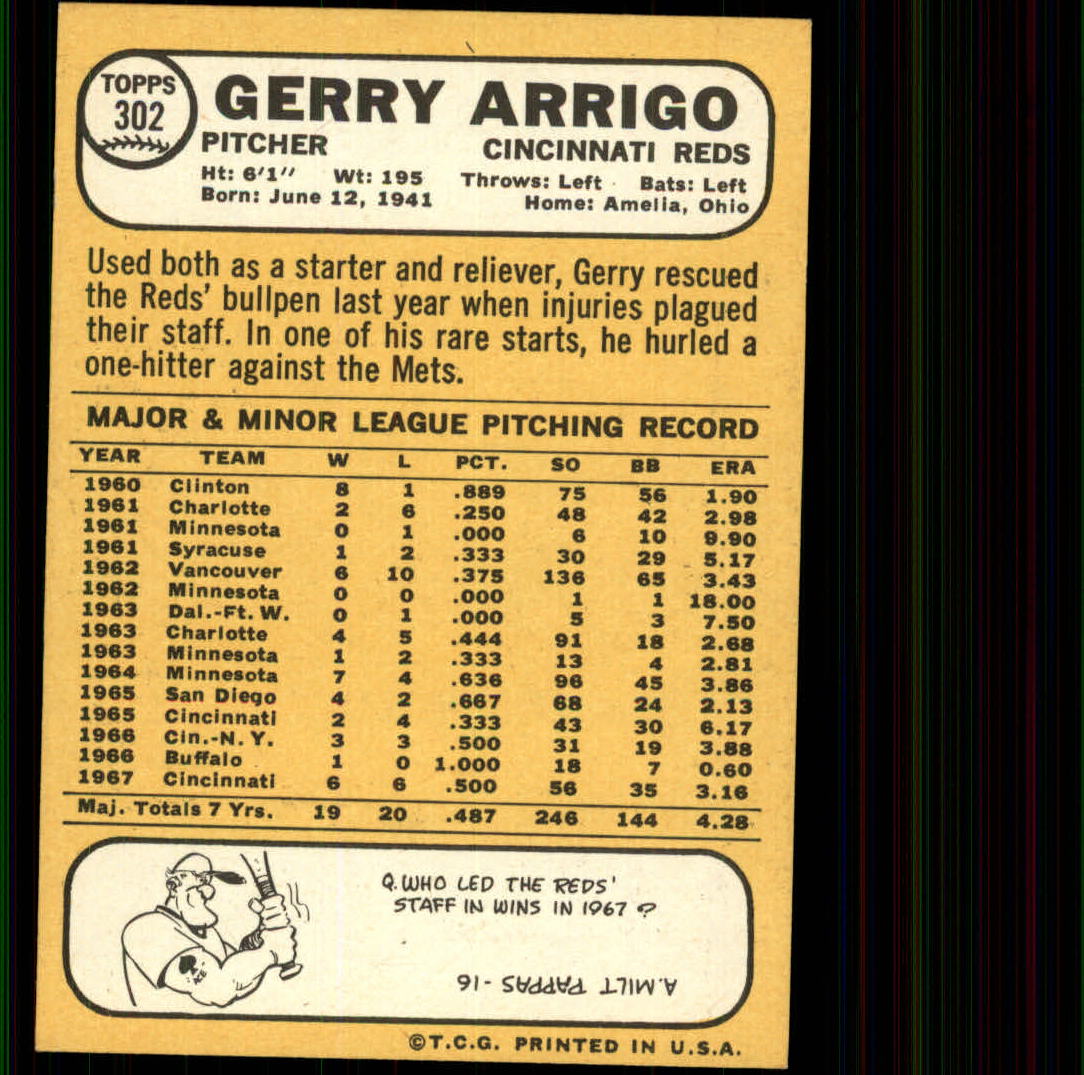 TOPPS
302
GERRY ARRIGO
PITCHER CINCINNATI REDS
Ht: 6'1" Wt: 195 Throws: Left Bats: Left
Born: June 12, 1941 Home: Amelia, Ohio
Used both as a starter and reliever, Gerry rescued
the Reds' bullpen last year when injuries plagued
their staff. In one of his rare starts, he hurled a
one-hitter against the Mets.
MAJOR & MINOR LEAGUE PITCHING RECORD
YEAR TEAM W L PCT. SO BB ERA
1960 Clinton 8 1 .889 75 56 1.90
1961 Charlotte 2 6 .250 48 42 2.98
1961 Minnesota 0 1 .000 6 10 9.90
1961 Syracuse 1 2 .333 30 29 5.17
1962 Vancouver 6 10 .375 136 65 3.43
1962 Minnesota 0 0 .000 1 1 18.00
1963 Dal.-Ft. W. 0 1 .000 5 3 7.50
1963 Charlotte 4 5 .444 91 18 2.68
1963 Minnesota 1 2 .333 13 4 2.81
1964 Minnesota 7 4 .636 96 45 3.86
1965 San Diego 4 2 .667 68 24 2.13
1965 Cincinnati 2 4 .333 43 30 6.17
1966 Cin.-N. Y. 3 3 .500 31 19 3.88
1966 Buffalo 1 0 1.000 18 7 0.60
1967 Cincinnati 6 6 .500 56 35 3.16
Maj. Totals 7 Yrs. 19 20 .487 246 144 4.28
Q. WHO LED THE REDS'
STAFF IN WINS IN 1967?
A. MILT PAPPAS - 16
ACE
©T.C.G. PRINTED IN U.S.A.